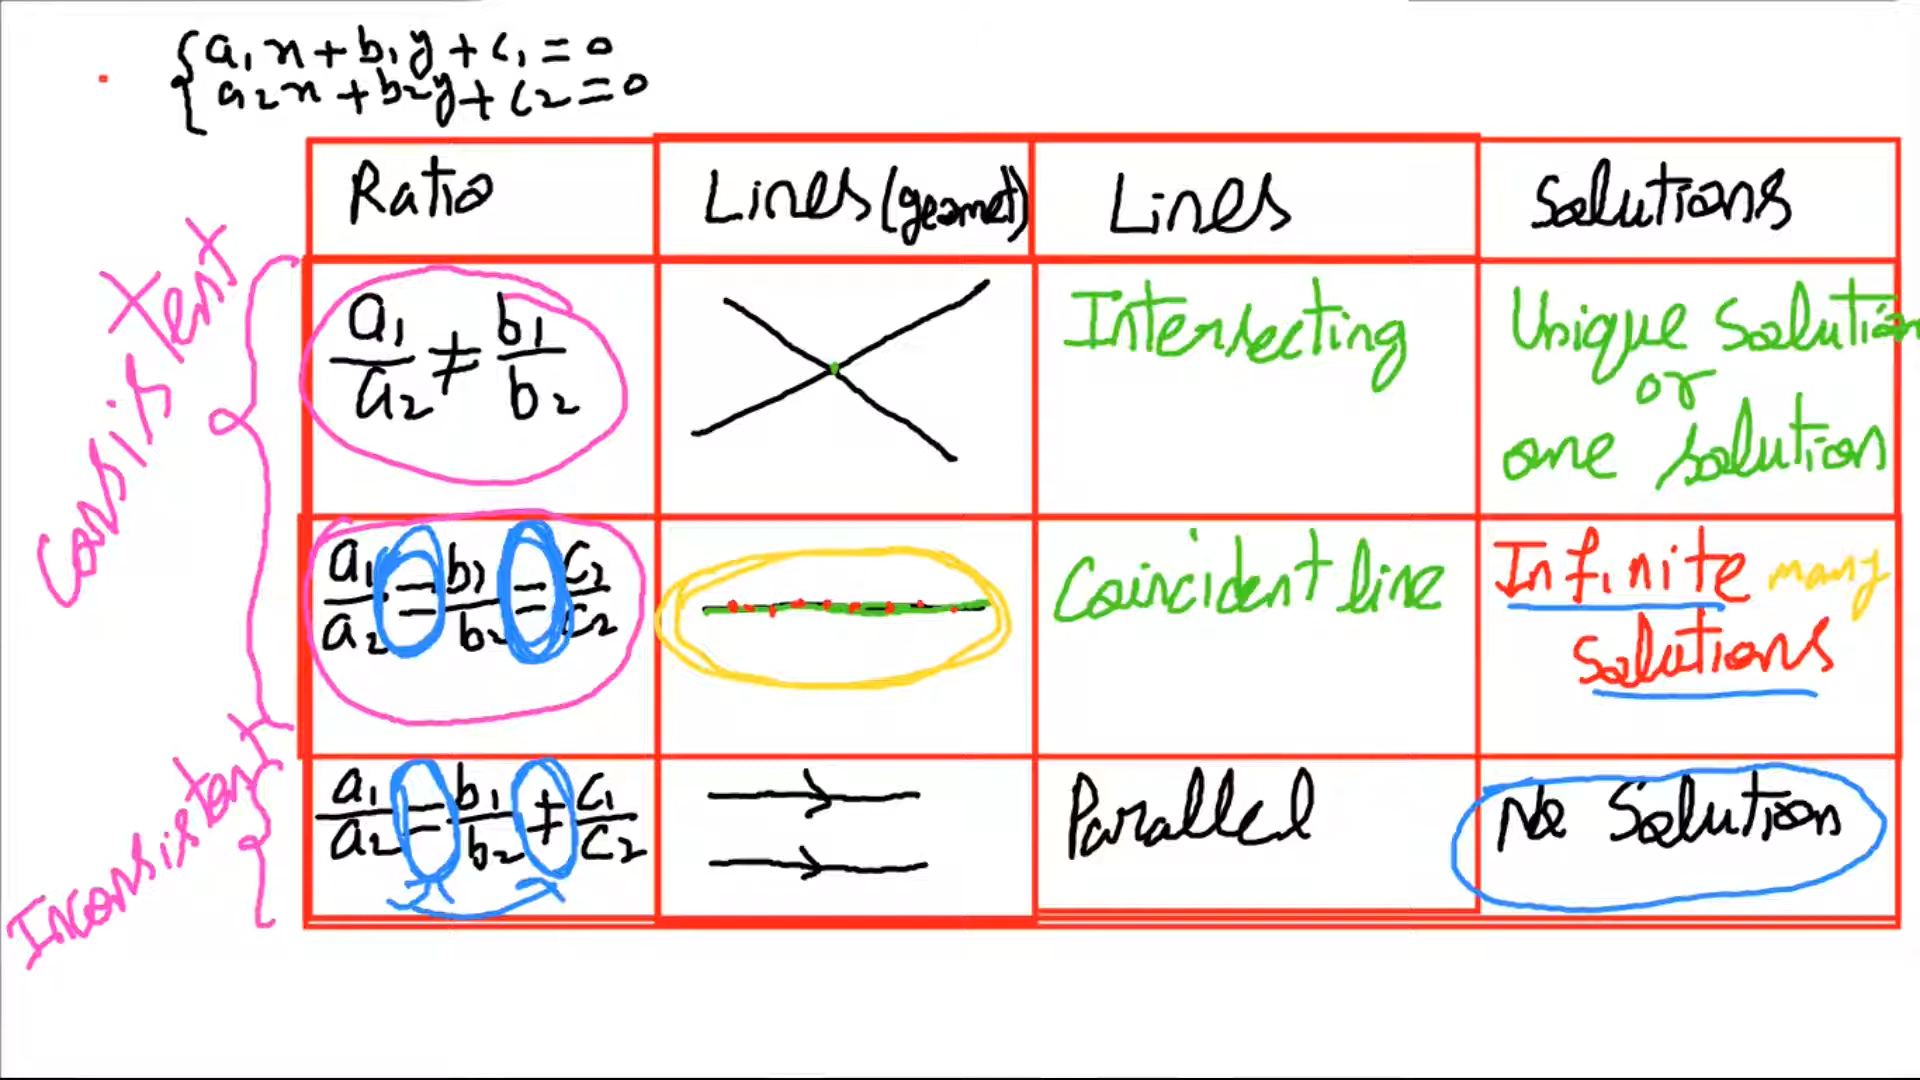 a₁x + b₁y + c₁ = 0
a₂x + b₂y + c₂ = 0
Ratio
Lines (geomet)
Lines
Solutions
Consistent
a₁/a₂ ≠ b₁/b₂
Intersecting
Unique Solution
or
one solution
a₁/a₂ = b₁/b₂ = c₂/c₂
Coincident line
Infinite many
Solutions
Inconsistent
a₁/a₂ = b₁/b₂ ≠ c₁/c₂
Parallel
No Solution